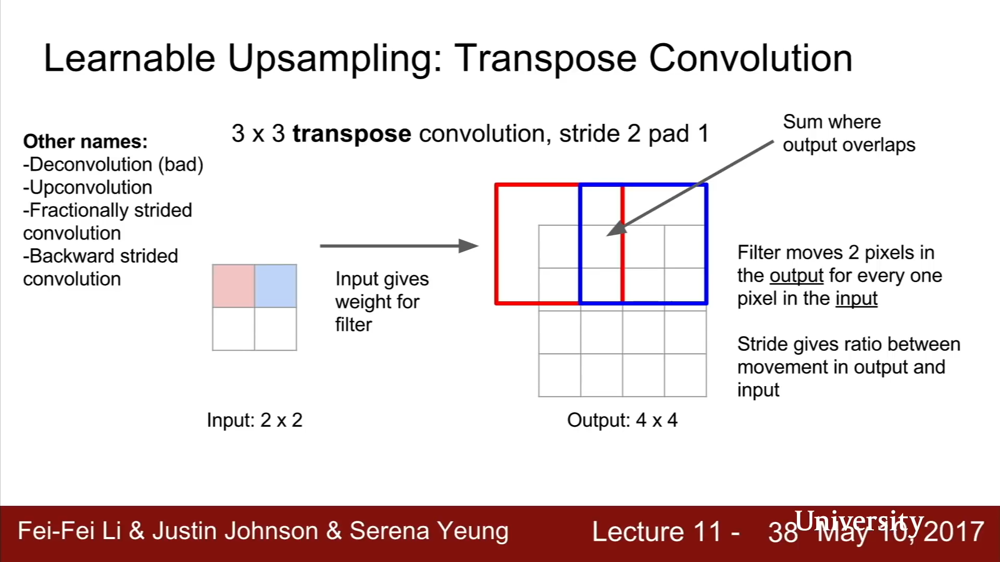 Learnable Upsampling: Transpose Convolution
Other names:
-Deconvolution (bad)
-Upconvolution
-Fractionally strided
convolution
-Backward strided
convolution
3 x 3 transpose convolution, stride 2 pad 1
Sum where
output overlaps
Input gives
weight for
filter
Filter moves 2 pixels in
the output for every one
pixel in the input
Stride gives ratio between
movement in output and
input
Input: 2 x 2
Output: 4 x 4
Fei-Fei Li & Justin Johnson & Serena Yeung
Lecture 11 - 38
May 10, 2017
University